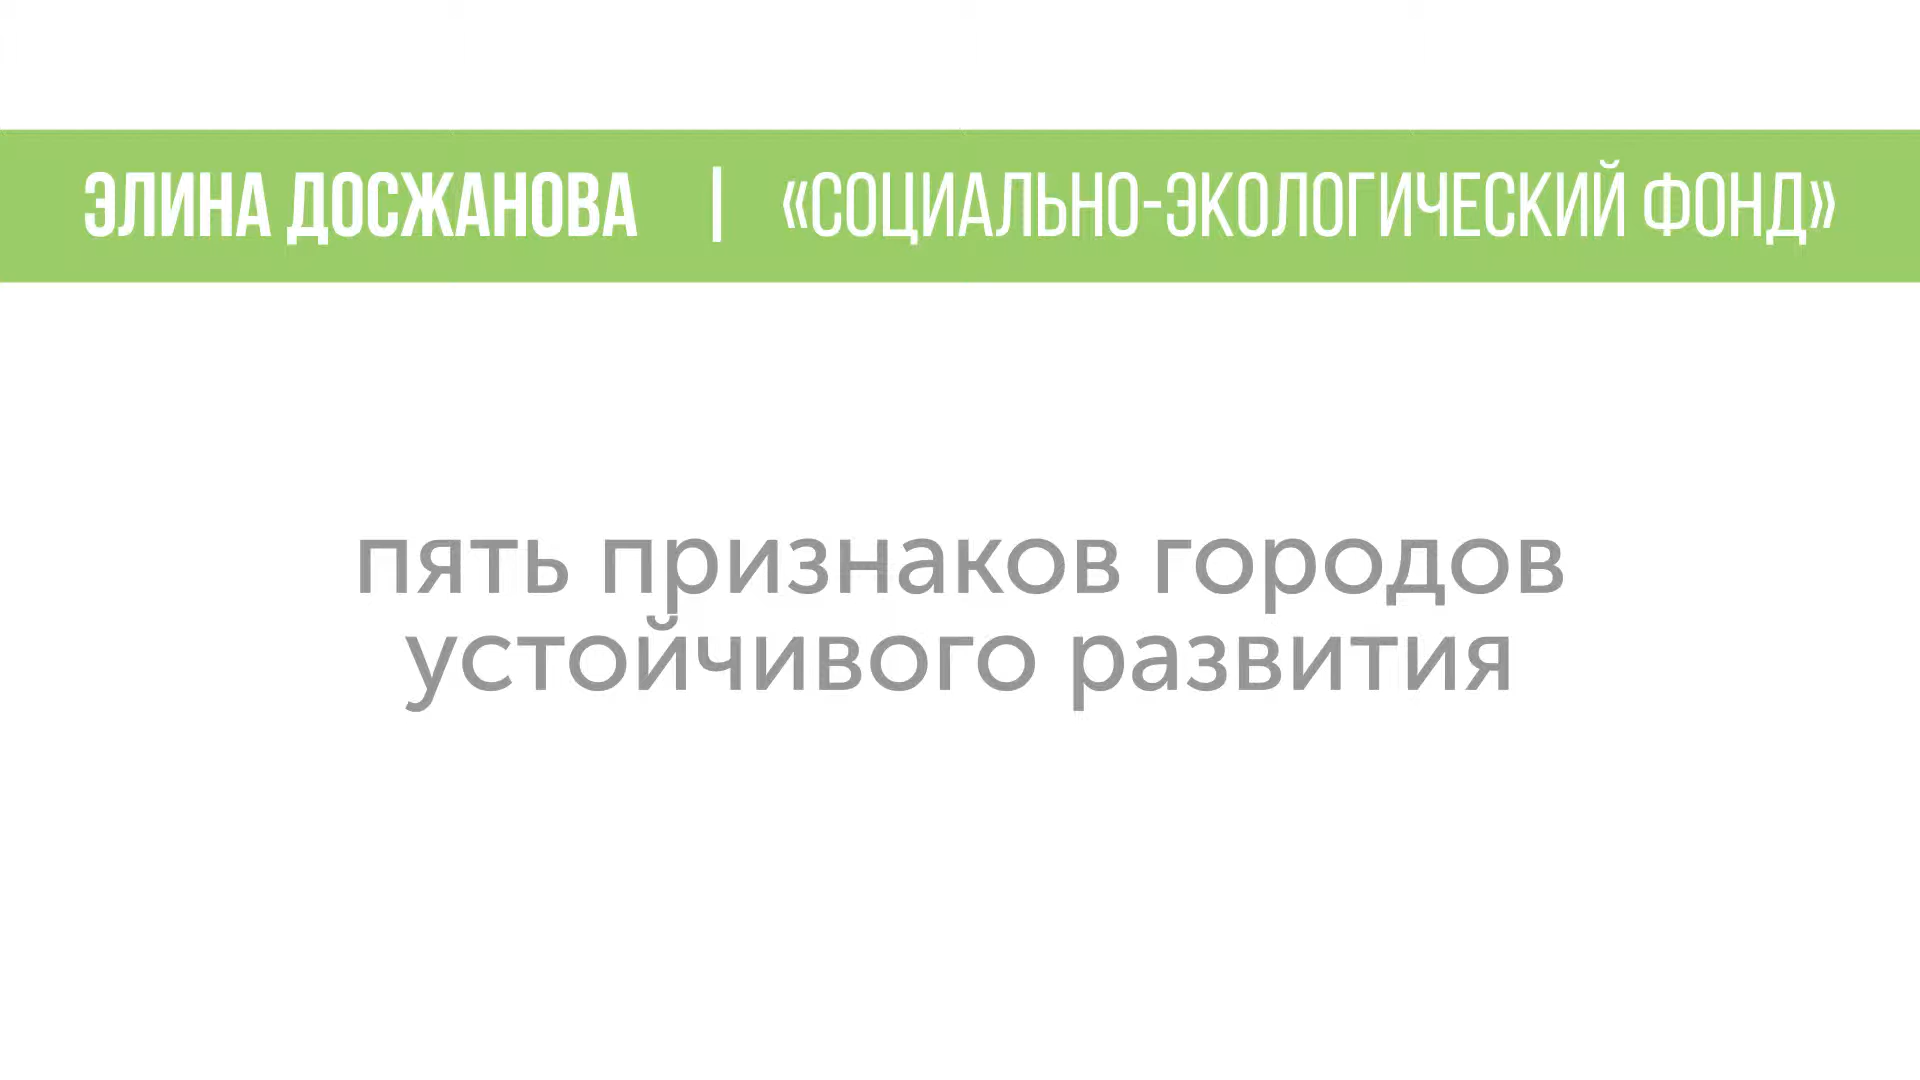 ЭЛИНА ДОСЖАНОВА | «СОЦИАЛЬНО-ЭКОЛОГИЧЕСКИЙ ФОНД»
пять признаков городов
устойчивого развития